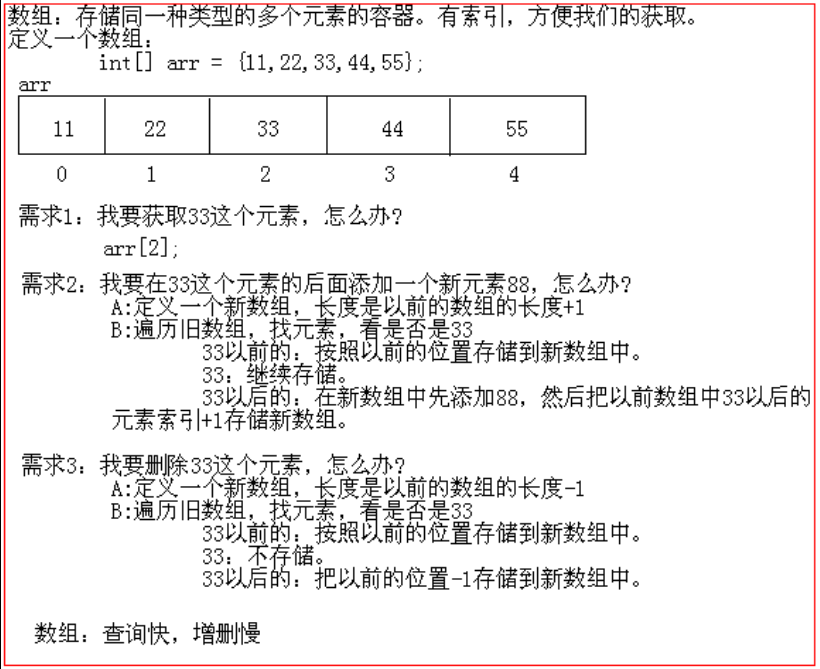 数组：存储同一种类型的多个元素的容器。有索引，方便我们的获取。
定义一个数组：
int[] arr = {11,22,33,44,55};
arr
11 22 33 44 55
0 1 2 3 4
需求1：我要获取33这个元素，怎么办?
arr[2];
需求2：我要在33这个元素的后面添加一个新元素88，怎么办?
A:定义一个新数组，长度是以前的数组的长度+1
B:遍历旧数组，找元素，看是否是33
33以前的：按照以前的位置存储到新数组中。
33：继续存储。
33以后的：在新数组中先添加88，然后把以前数组中33以后的
元素索引+1存储新数组。
需求3：我要删除33这个元素，怎么办?
A:定义一个新数组，长度是以前的数组的长度-1
B:遍历旧数组，找元素，看是否是33
33以前的：按照以前的位置存储到新数组中。
33：不存储。
33以后的：把以前的位置-1存储到新数组中。
数组：查询快，增删慢